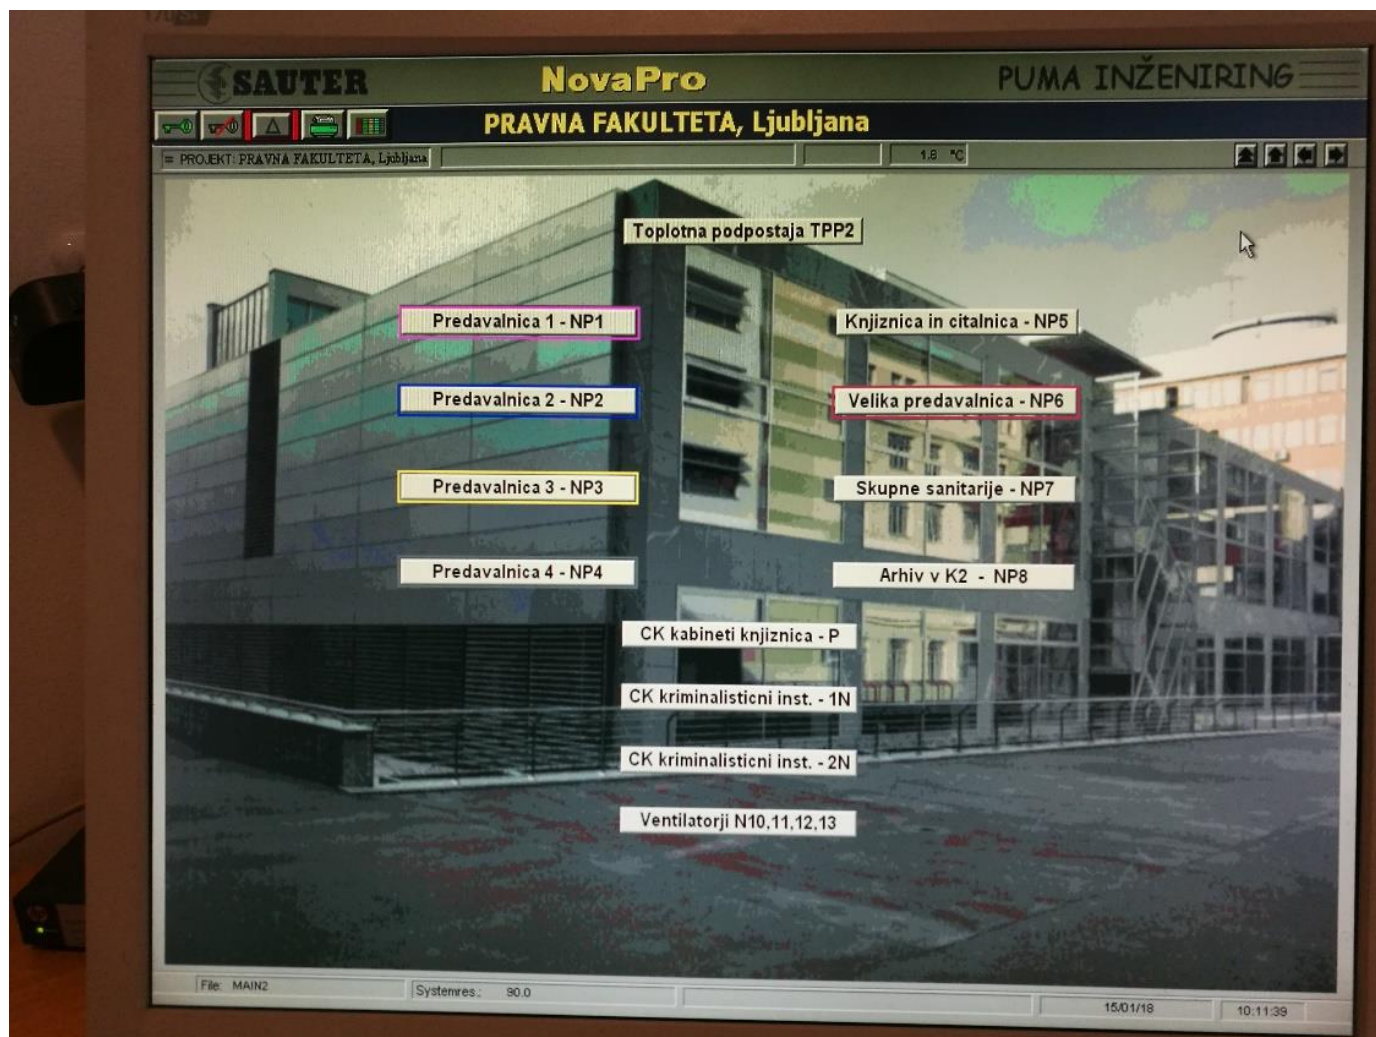 SAUTER
NovaPro
PUMA INŽENIRING
PRAVNA FAKULTETA, Ljubljana
= PROJEKT: PRAVNA FAKULTETA, Ljubljana
1.8 °C
Toplotna podpostaja TPP2
Predavalnica 1 - NP1
Knjiznica in citalnica - NP5
Predavalnica 2 - NP2
Velika predavalnica - NP6
Predavalnica 3 - NP3
Skupne sanitarije - NP7
Predavalnica 4 - NP4
Arhiv v K2 - NP8
CK kabineti knjiznica - P
CK kriminalisticni inst. - 1N
CK kriminalisticni inst. - 2N
Ventilatorji N10,11,12,13
File: MAIN2
Systemres.: 90.0
15/01/18
10:11:39